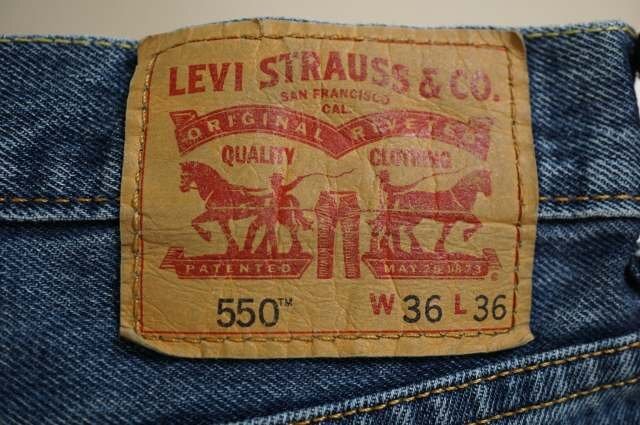 LEVI STRAUSS & CO.
SAN FRANCISCO
CAL.
ORIGINAL RIVETED
QUALITY CLOTHING
PATENTED MAY 20 1873
550™ W 36 L 36